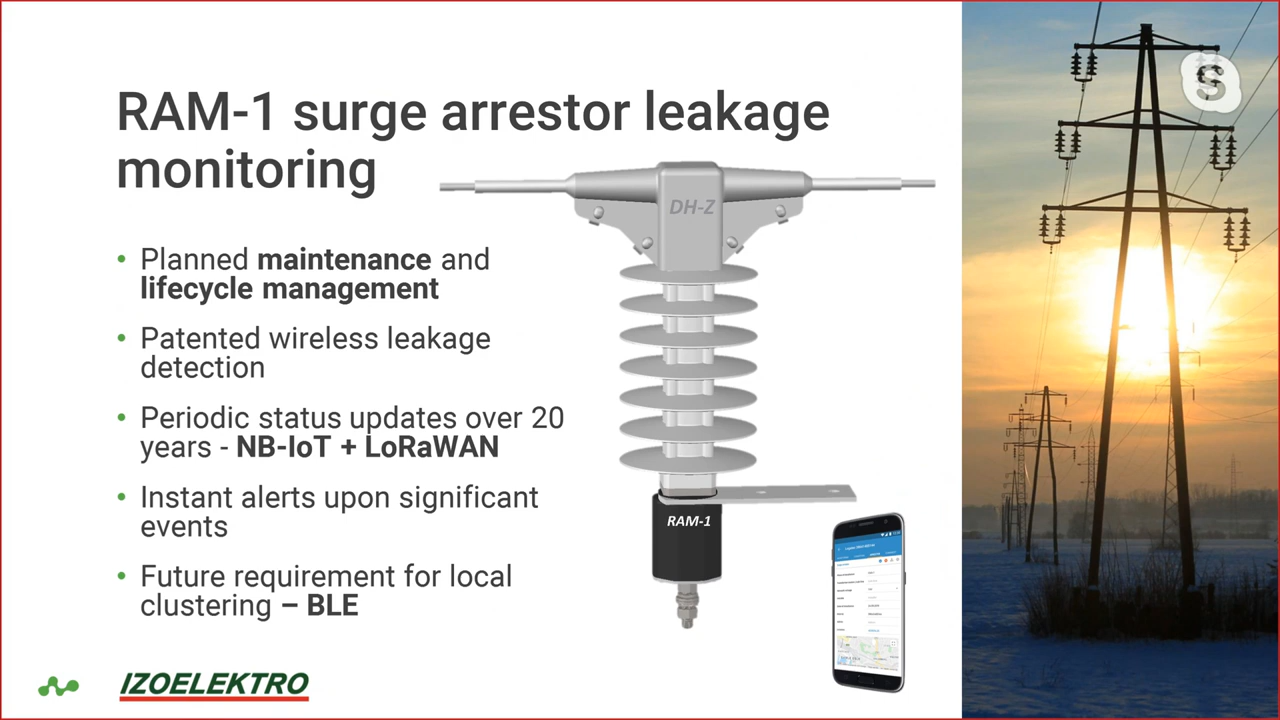 RAM-1 surge arrestor leakage
monitoring
DH-Z
• Planned maintenance and
lifecycle management
• Patented wireless leakage
detection
• Periodic status updates over 20
years - NB-IoT + LoRaWAN
• Instant alerts upon significant
events
• Future requirement for local
clustering – BLE
RAM-1
IZOELEKTRO
S